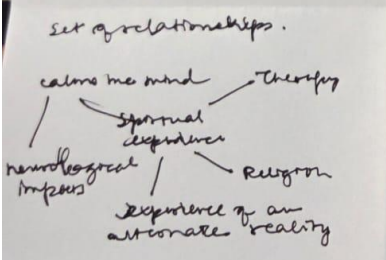 set of relationships.
calms the mind
Therapy
spiritual
experience
neurological
impacts
Religion
experience of an
alternate reality